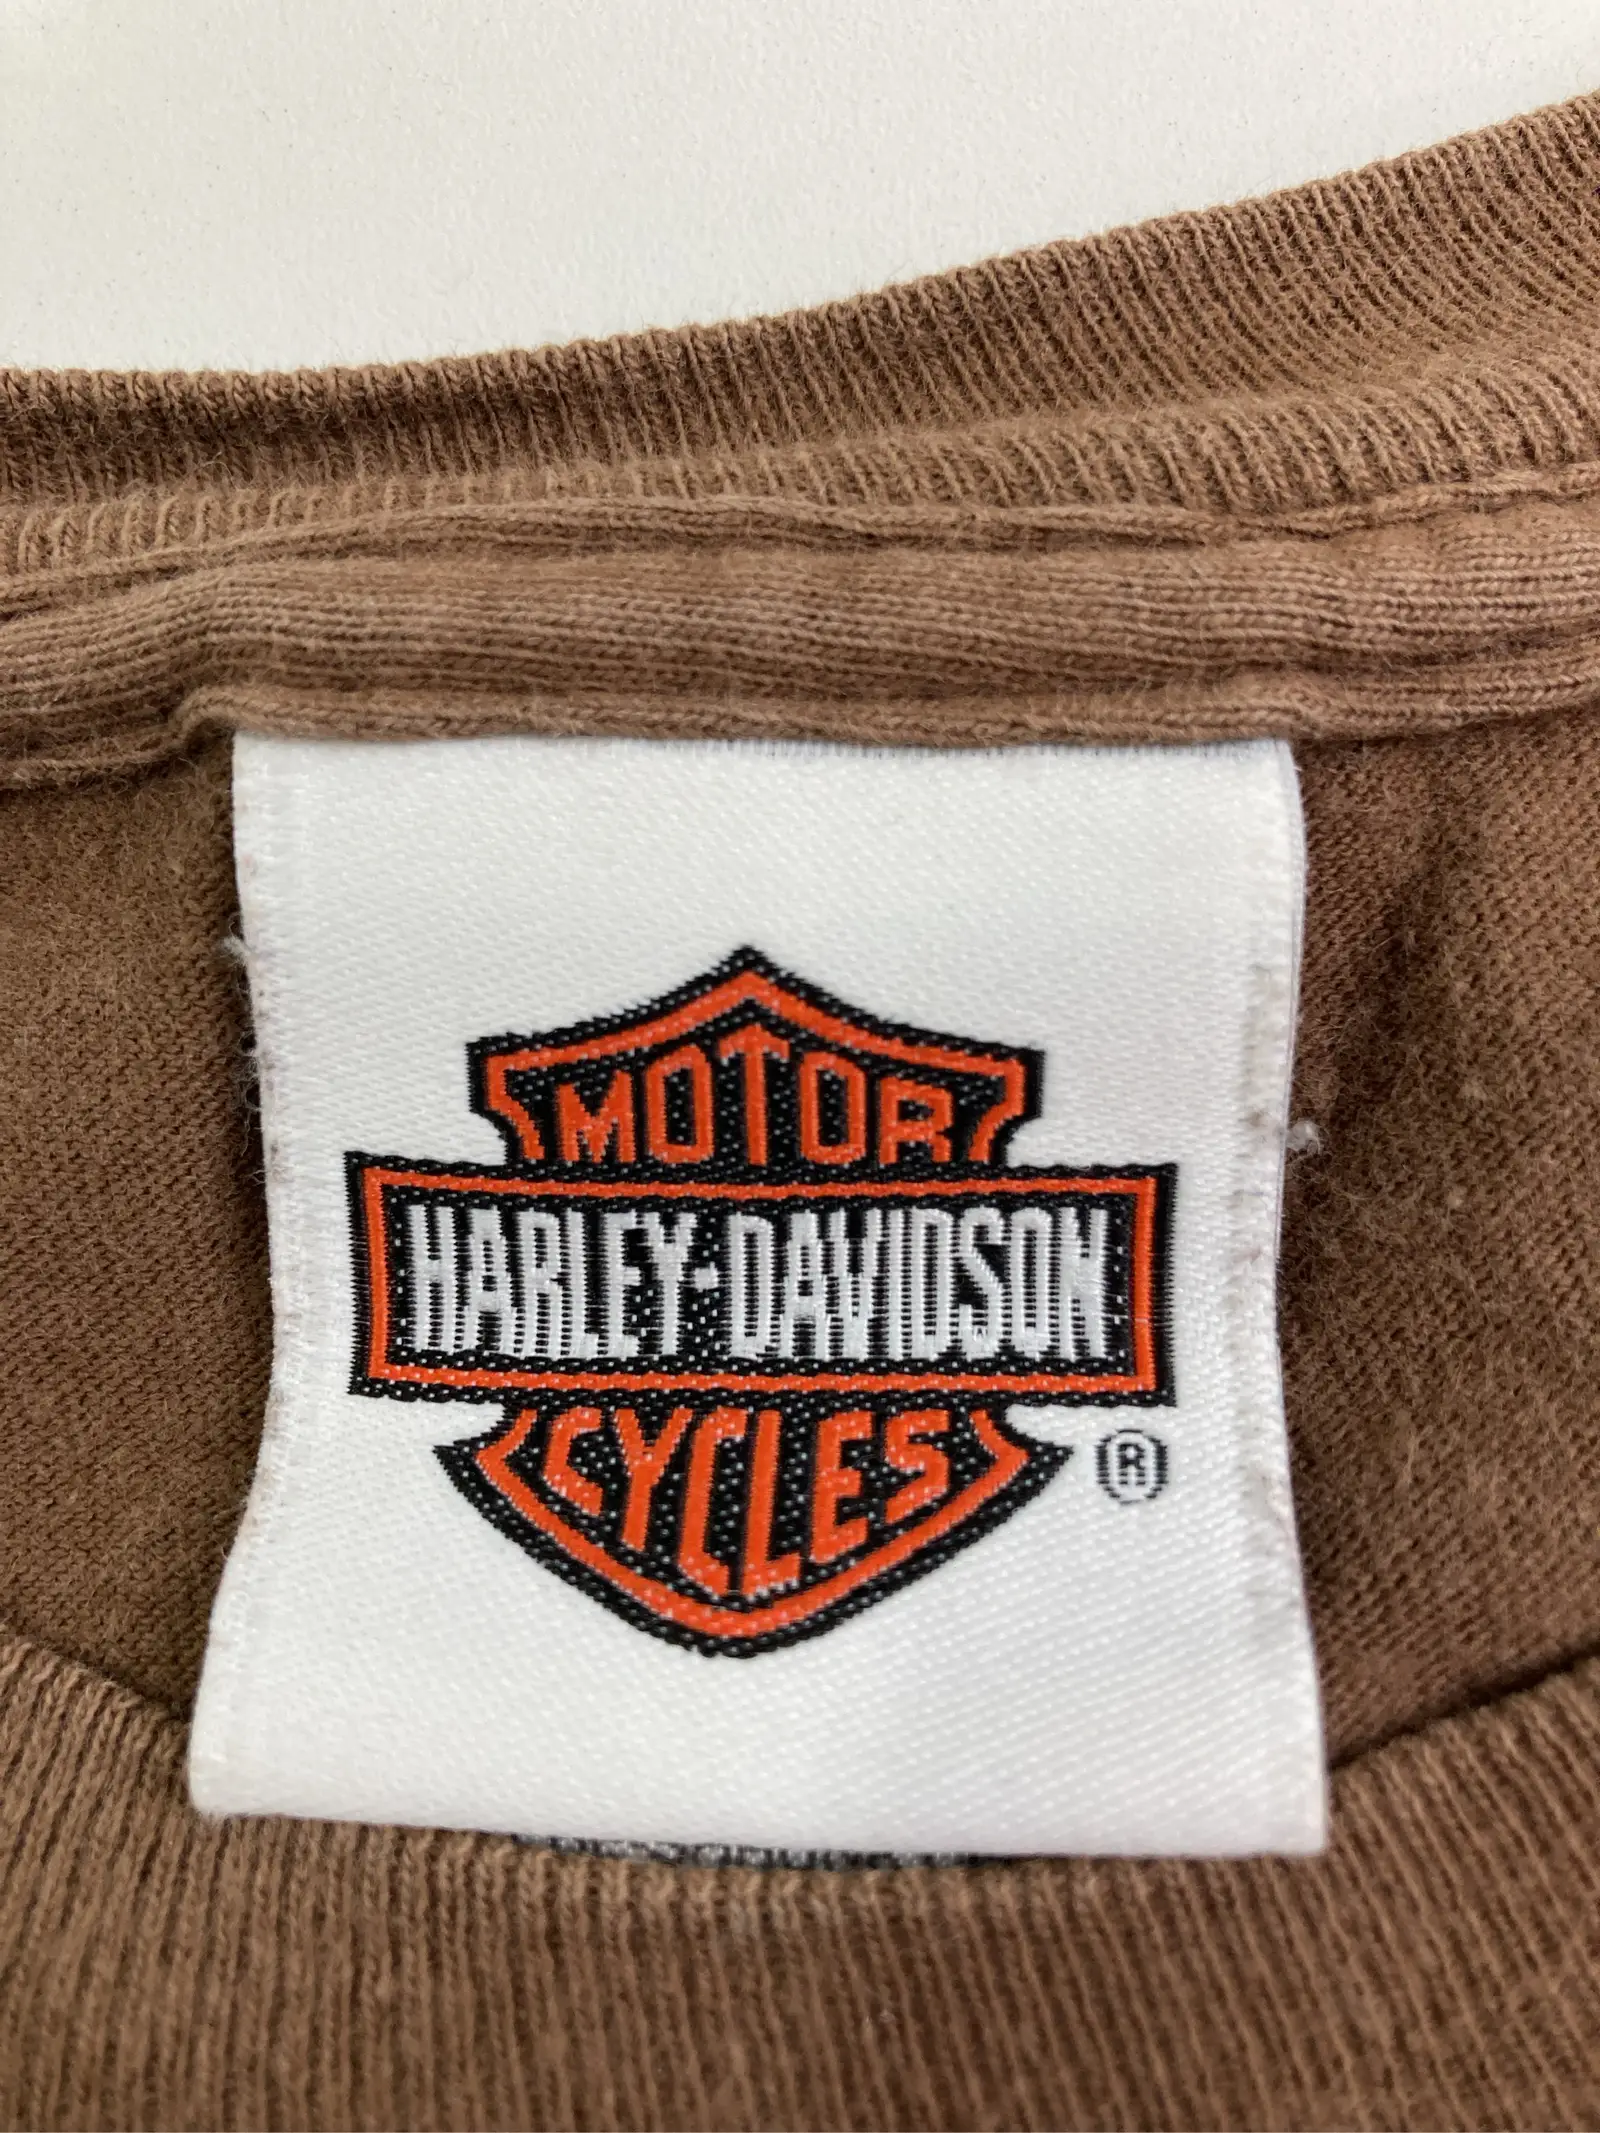 MOTOR
HARLEY-DAVIDSON
CYCLES
®